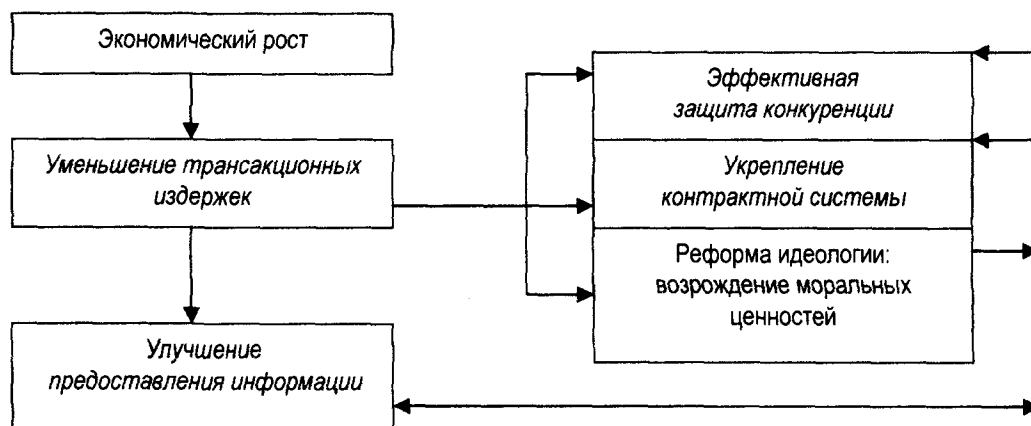 Экономический рост
Уменьшение трансакционных
издержек
Улучшение
предоставления информации
Эффективная
защита конкуренции
Укрепление
контрактной системы
Реформа идеологии:
возрождение моральных
ценностей